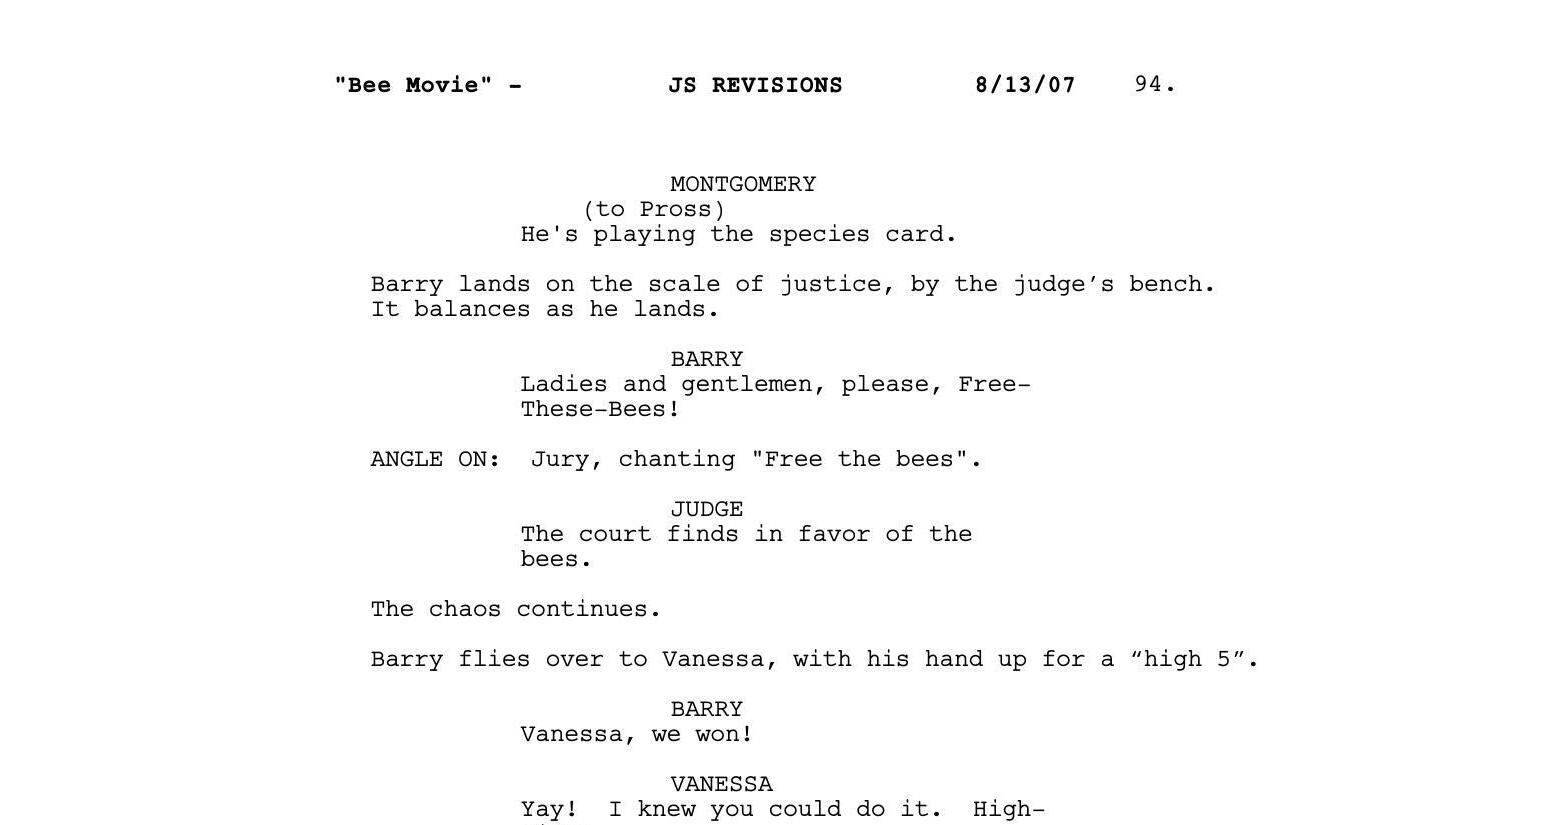 "Bee Movie" - JS REVISIONS 8/13/07 94.
MONTGOMERY
(to Pross)
He's playing the species card.
Barry lands on the scale of justice, by the judge’s bench.
It balances as he lands.
BARRY
Ladies and gentlemen, please, Free-
These-Bees!
ANGLE ON:  Jury, chanting "Free the bees".
JUDGE
The court finds in favor of the
bees.
The chaos continues.
Barry flies over to Vanessa, with his hand up for a “high 5”.
BARRY
Vanessa, we won!
VANESSA
Yay!  I knew you could do it.  High-